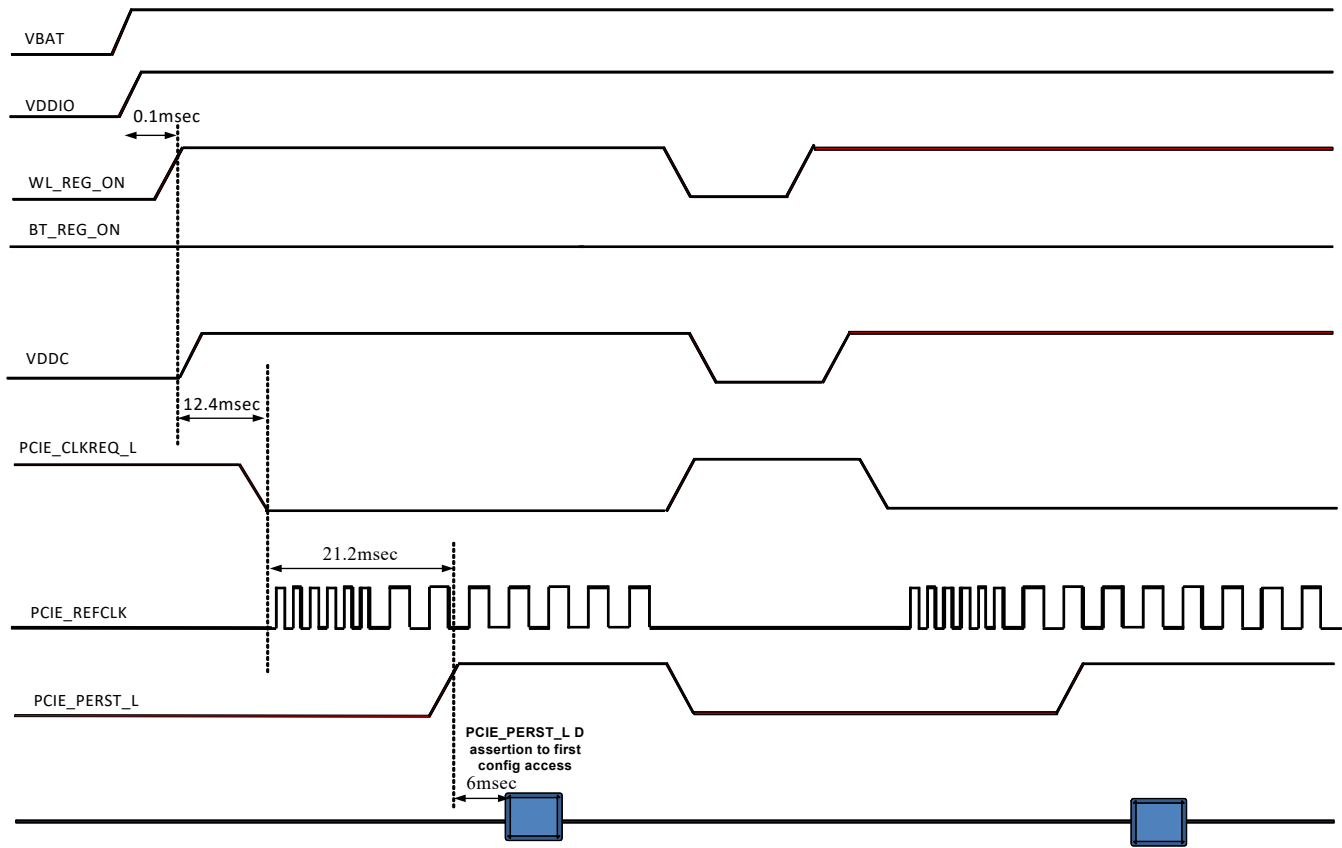 VBAT
VDDIO
0.1msec
WL_REG_ON
BT_REG_ON
VDDC
12.4msec
PCIE_CLKREQ_L
21.2msec
PCIE_REFCLK
PCIE_PERST_L
PCIE_PERST_L D
assertion to first
config access
6msec